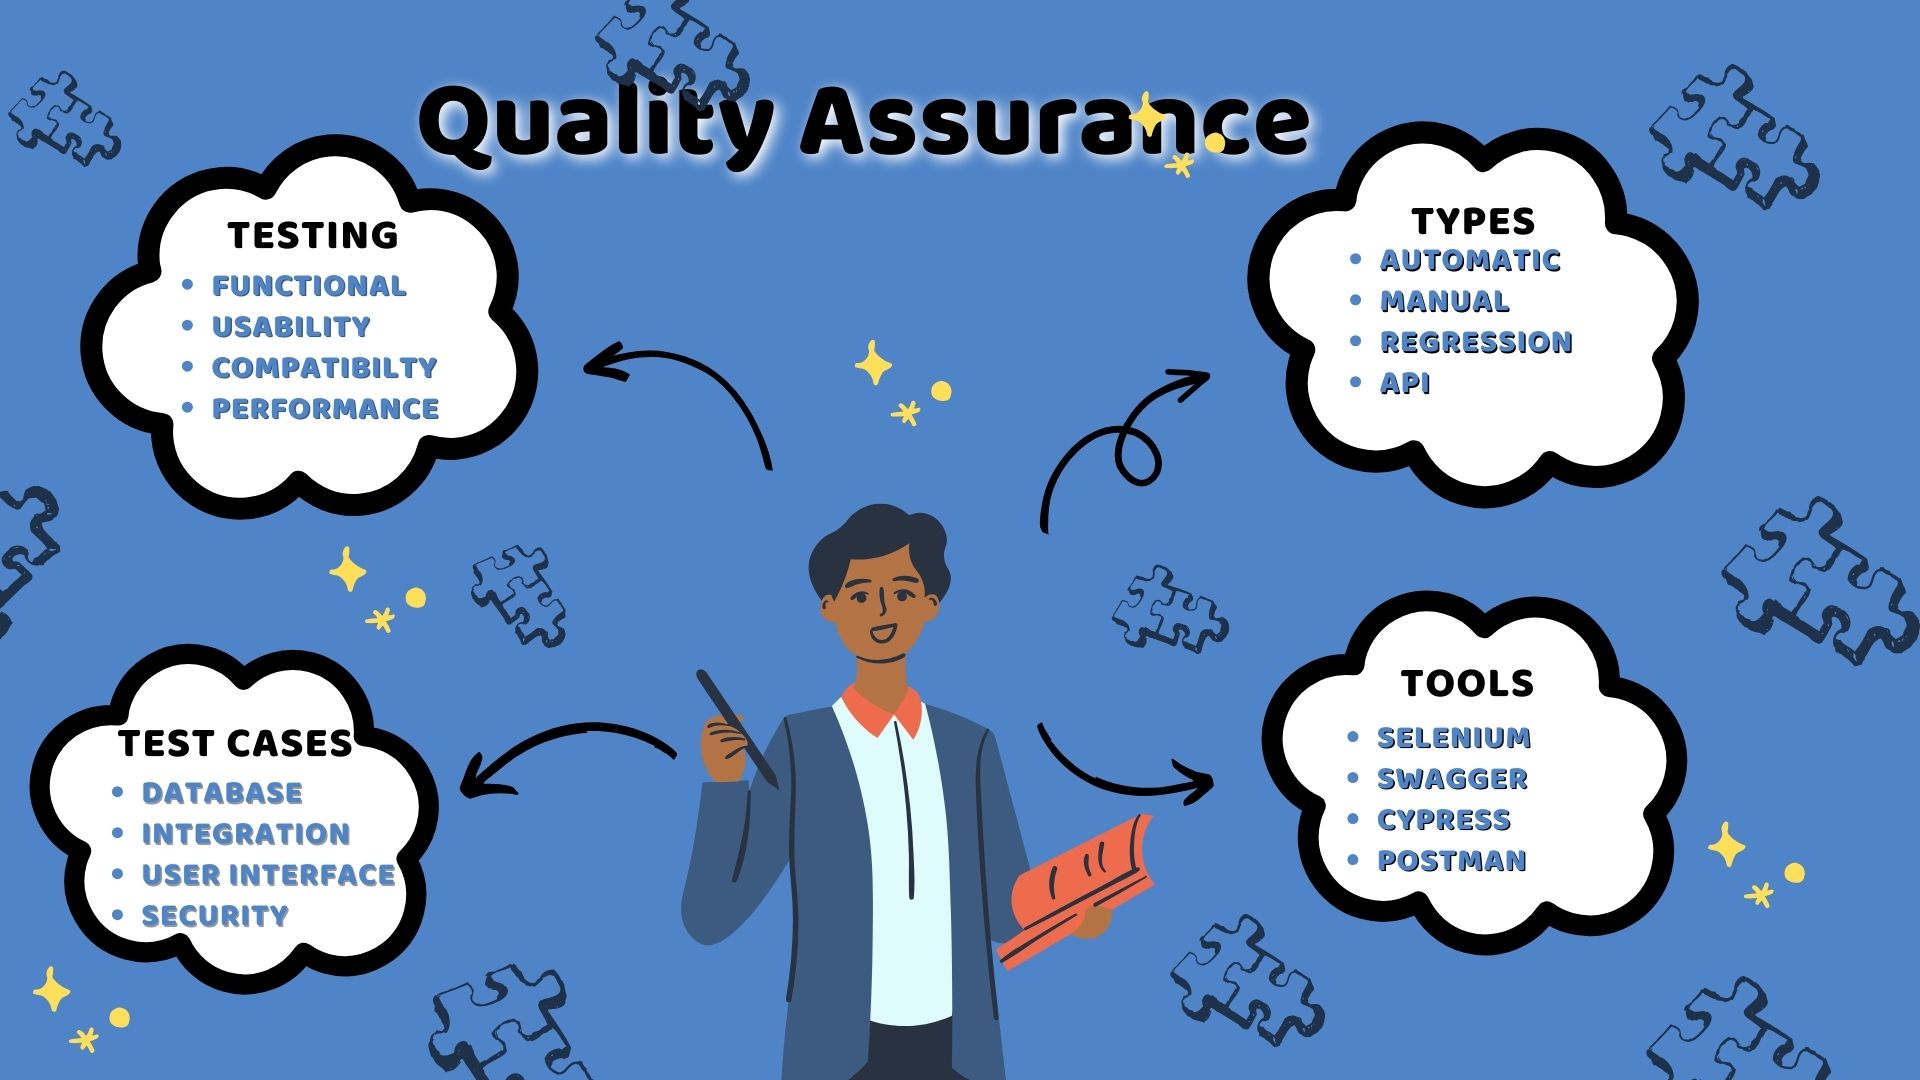 Quality Assurance
TESTING
FUNCTIONAL
USABILITY
COMPATIBILTY
PERFORMANCE
TYPES
AUTOMATIC
MANUAL
REGRESSION
API
TEST CASES
DATABASE
INTEGRATION
USER INTERFACE
SECURITY
TOOLS
SELENIUM
SWAGGER
CYPRESS
POSTMAN